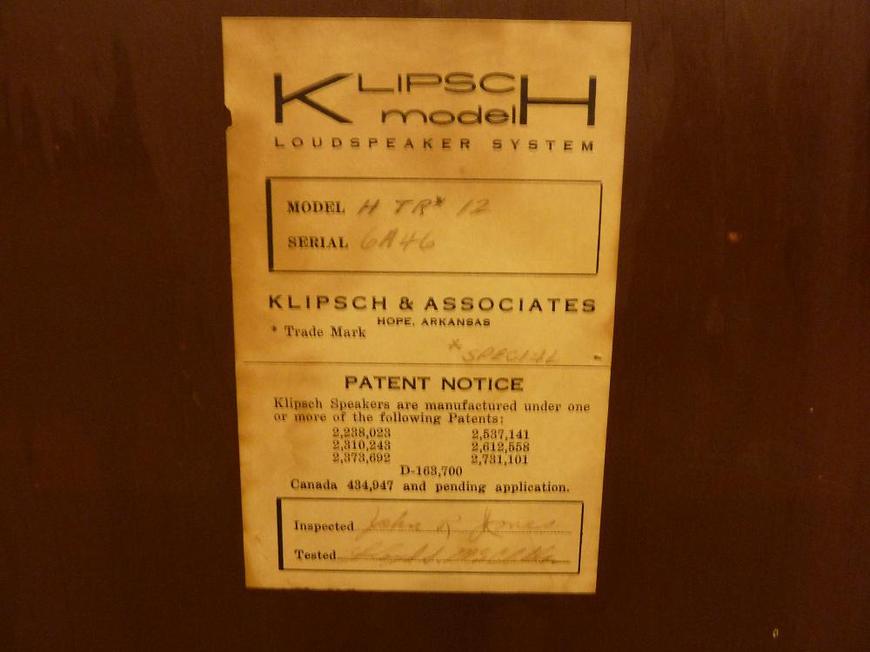 KLIPSCH
model
LOUDSPEAKER SYSTEM
MODEL H TR* 12
SERIAL 6A46
KLIPSCH & ASSOCIATES
HOPE, ARKANSAS
* Trade Mark
*SPECIAL
PATENT NOTICE
Klipsch Speakers are manufactured under one
or more of the following Patents:
2,238,023 2,537,141
2,310,243 2,612,558
2,373,692 2,731,101
D-163,700
Canada 434,947 and pending application.
Inspected John R Jones
Tested